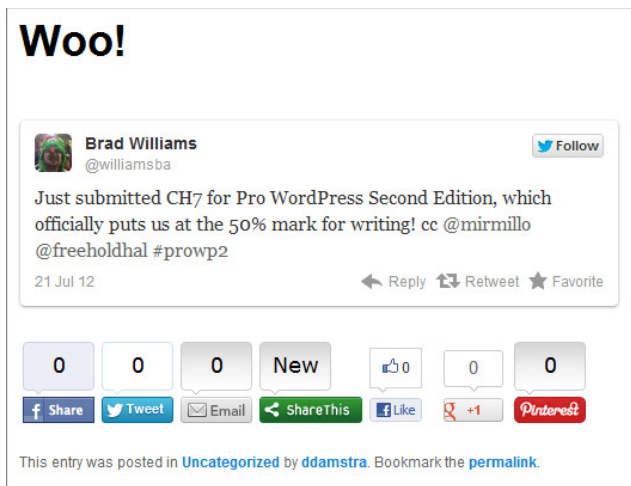 Woo!
Brad Williams
@williamsba
Follow
Just submitted CH7 for Pro WordPress Second Edition, which
officially puts us at the 50% mark for writing! cc @mirmillo
@freeholdhal #prowp2
21 Jul 12 Reply Retweet Favorite
0 0 0 New 0 0 0
f Share Tweet Email ShareThis f Like g +1 Pinterest
This entry was posted in Uncategorized by ddamstra. Bookmark the permalink.